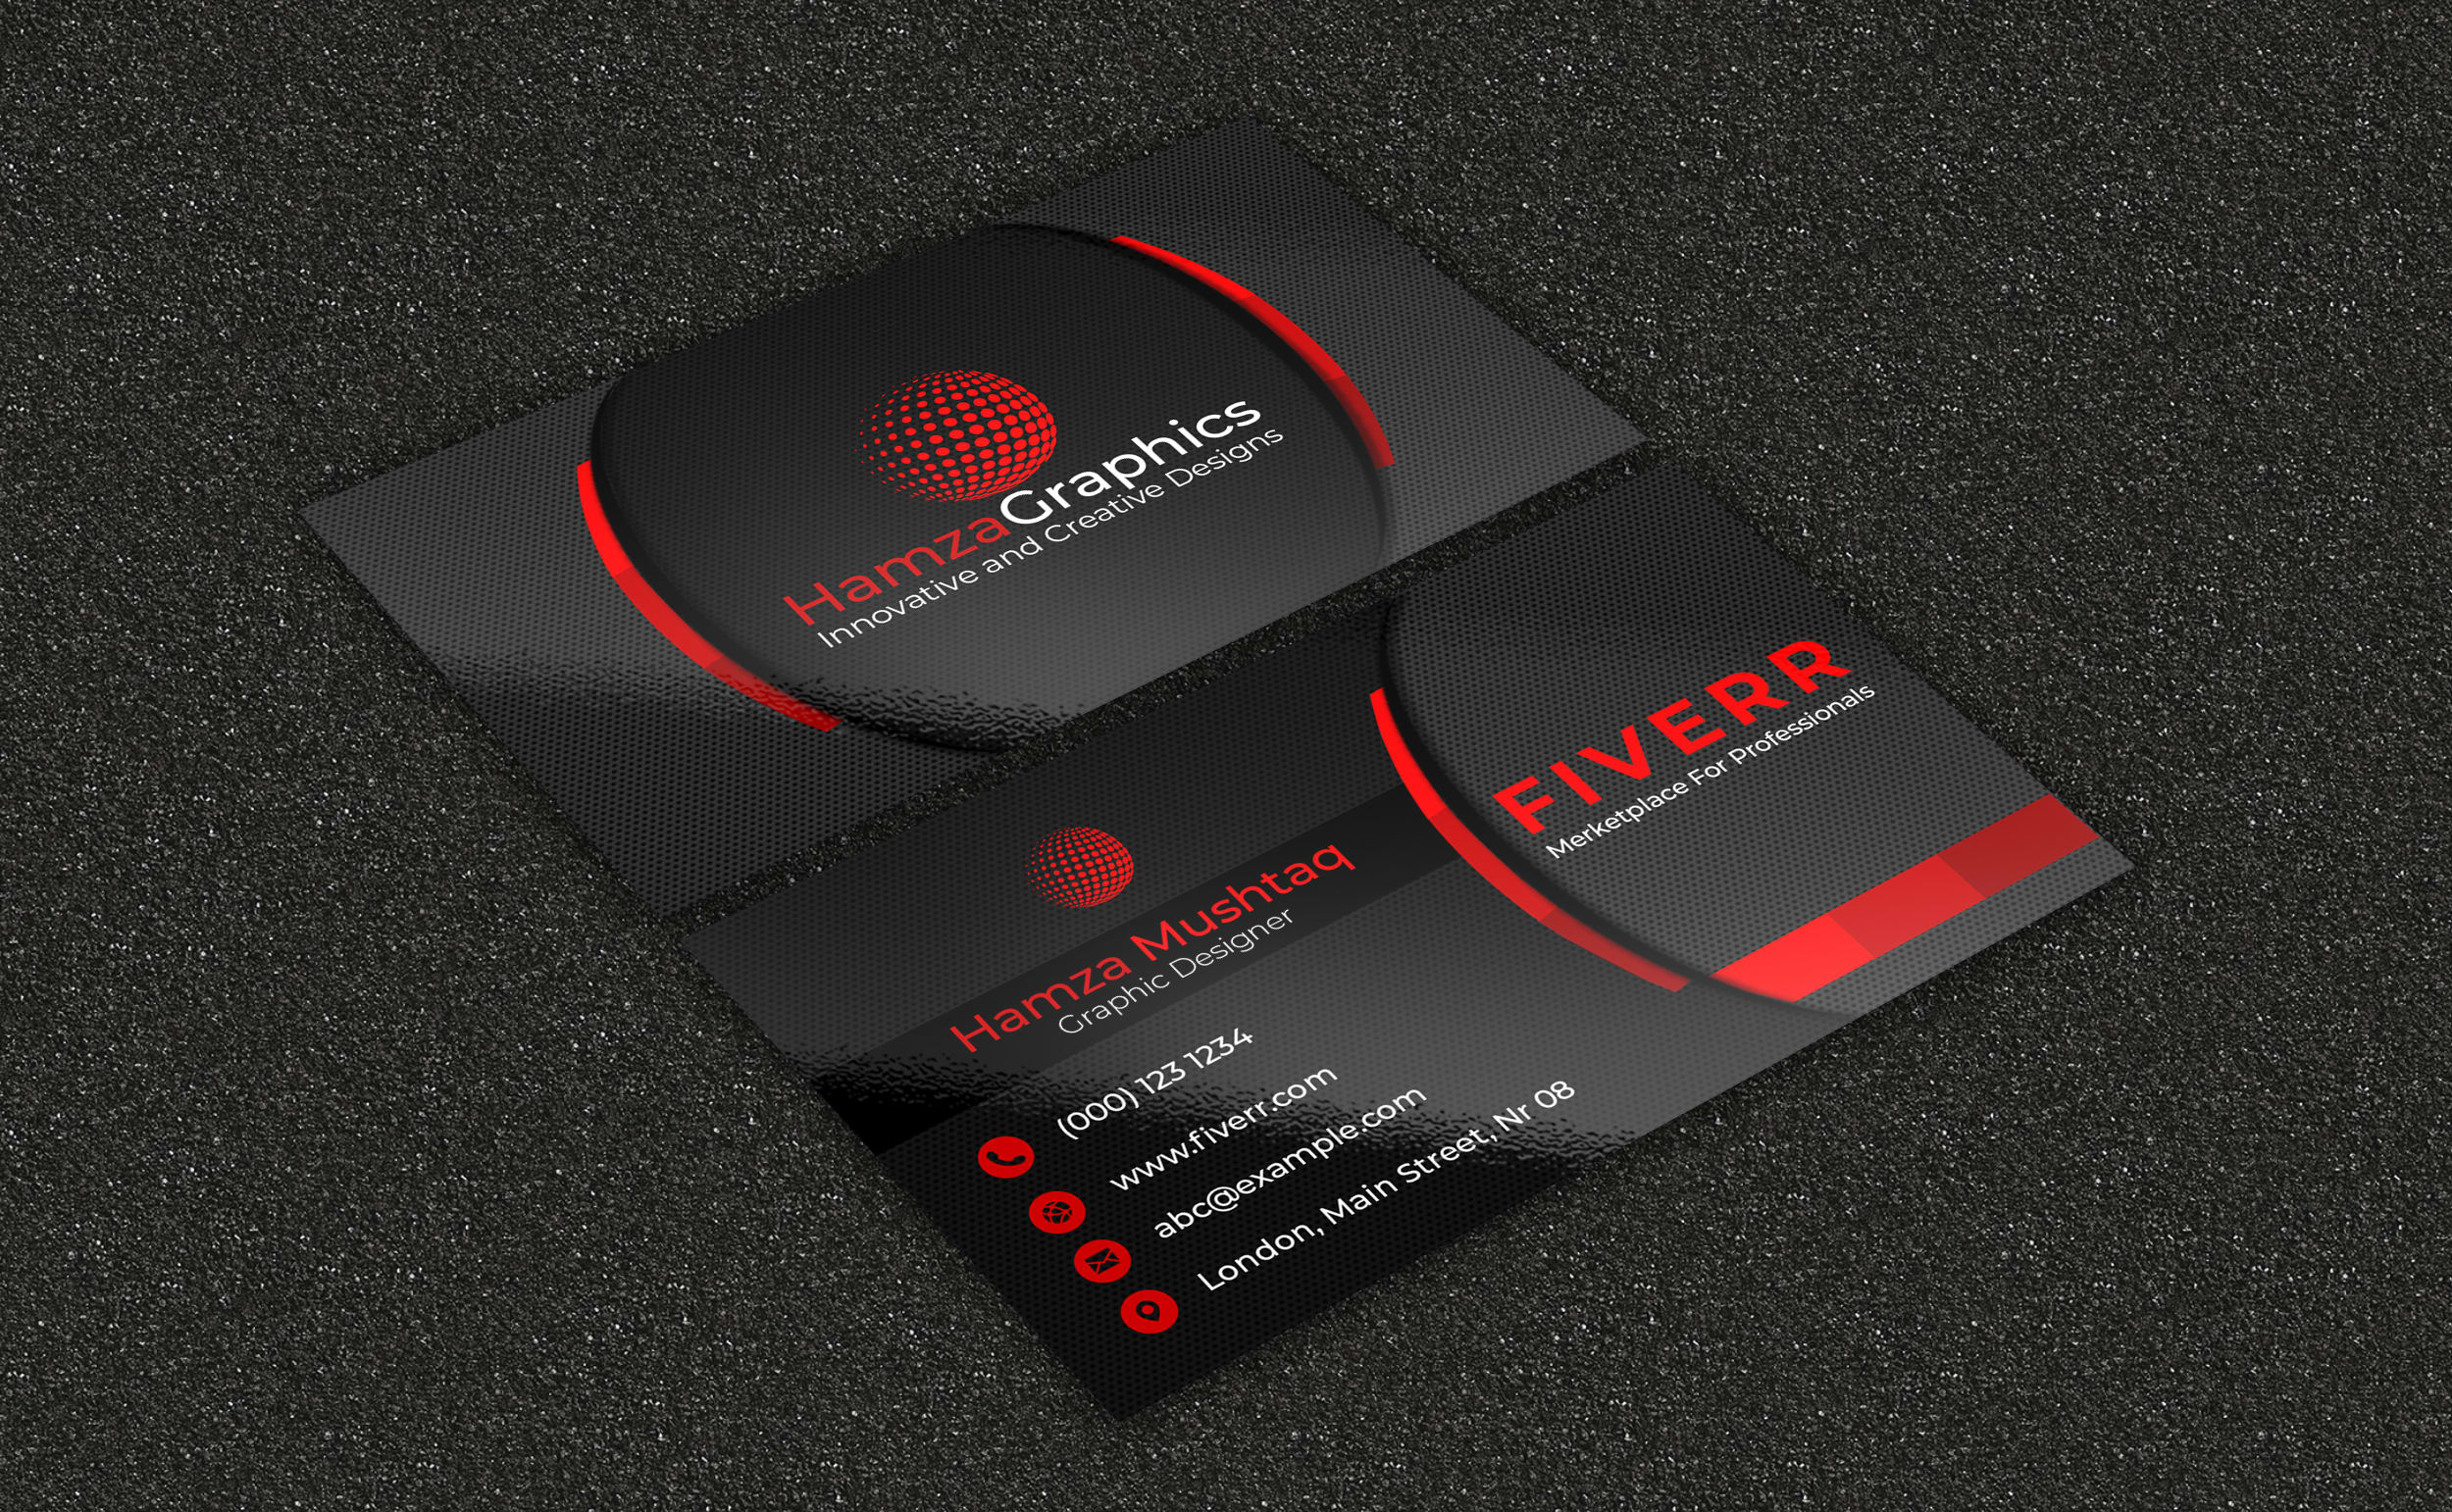 HamzaGraphics
Innovative and Creative Designs
FIVERR
Merketplace For Professionals
Hamza Mushtaq
Graphic Designer
(000) 123 1234
www.fiverr.com
abc@example.com
London, Main Street, Nr 08